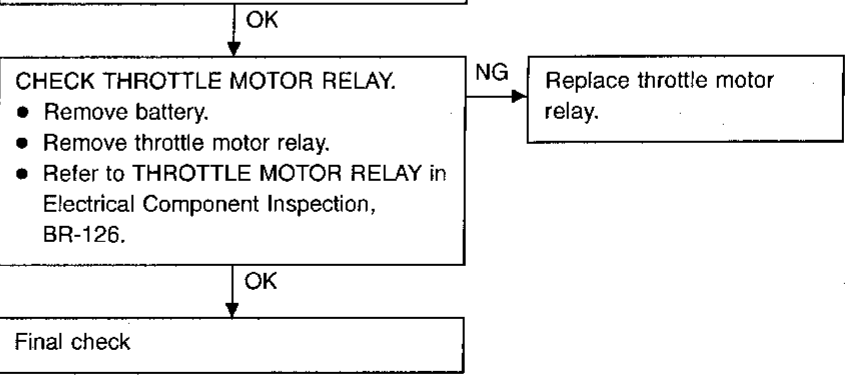 OK
CHECK THROTTLE MOTOR RELAY.
● Remove battery.
● Remove throttle motor relay.
● Refer to THROTTLE MOTOR RELAY in
Electrical Component Inspection,
BR-126.
NG
Replace throttle motor
relay.
OK
Final check